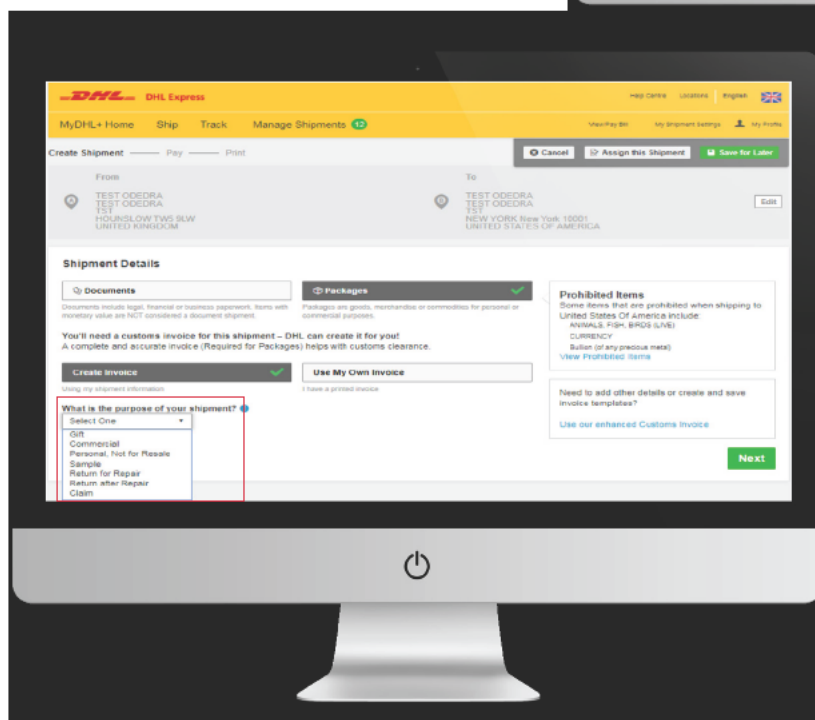 DHL DHL Express
Help Centre Locations English
MyDHL+ Home Ship Track Manage Shipments 12
View/Pay Bill My Shipment Settings My Profile
Create Shipment Pay Print
Cancel Assign this Shipment Save for Later
From
TEST ODEDRA
TEST ODEDRA
TST
HOUNSLOW TW5 9LW
UNITED KINGDOM
To
TEST ODEDRA
TEST ODEDRA
TST
NEW YORK New York 10001
UNITED STATES OF AMERICA
Edit
Shipment Details
Documents
Documents include legal, financial or business paperwork. Items with
monetary value are NOT considered a document shipment.
Packages
Packages are goods, merchandise or commodities for personal or
commercial purposes.
You'll need a customs invoice for this shipment – DHL can create it for you!
A complete and accurate invoice (Required for Packages) helps with customs clearance.
Create Invoice
Using my shipment information
Use My Own Invoice
I have a printed invoice
What is the purpose of your shipment?
Select One
Gift
Commercial
Personal, Not for Resale
Sample
Return for Repair
Return after Repair
Claim
Prohibited Items
Some items that are prohibited when shipping to
United States Of America include:
ANIMALS, FISH, BIRDS (LIVE)
CURRENCY
Bullion (of any precious metal)
View Prohibited Items
Need to add other details or create and save
invoice templates?
Use our enhanced Customs Invoice
Next